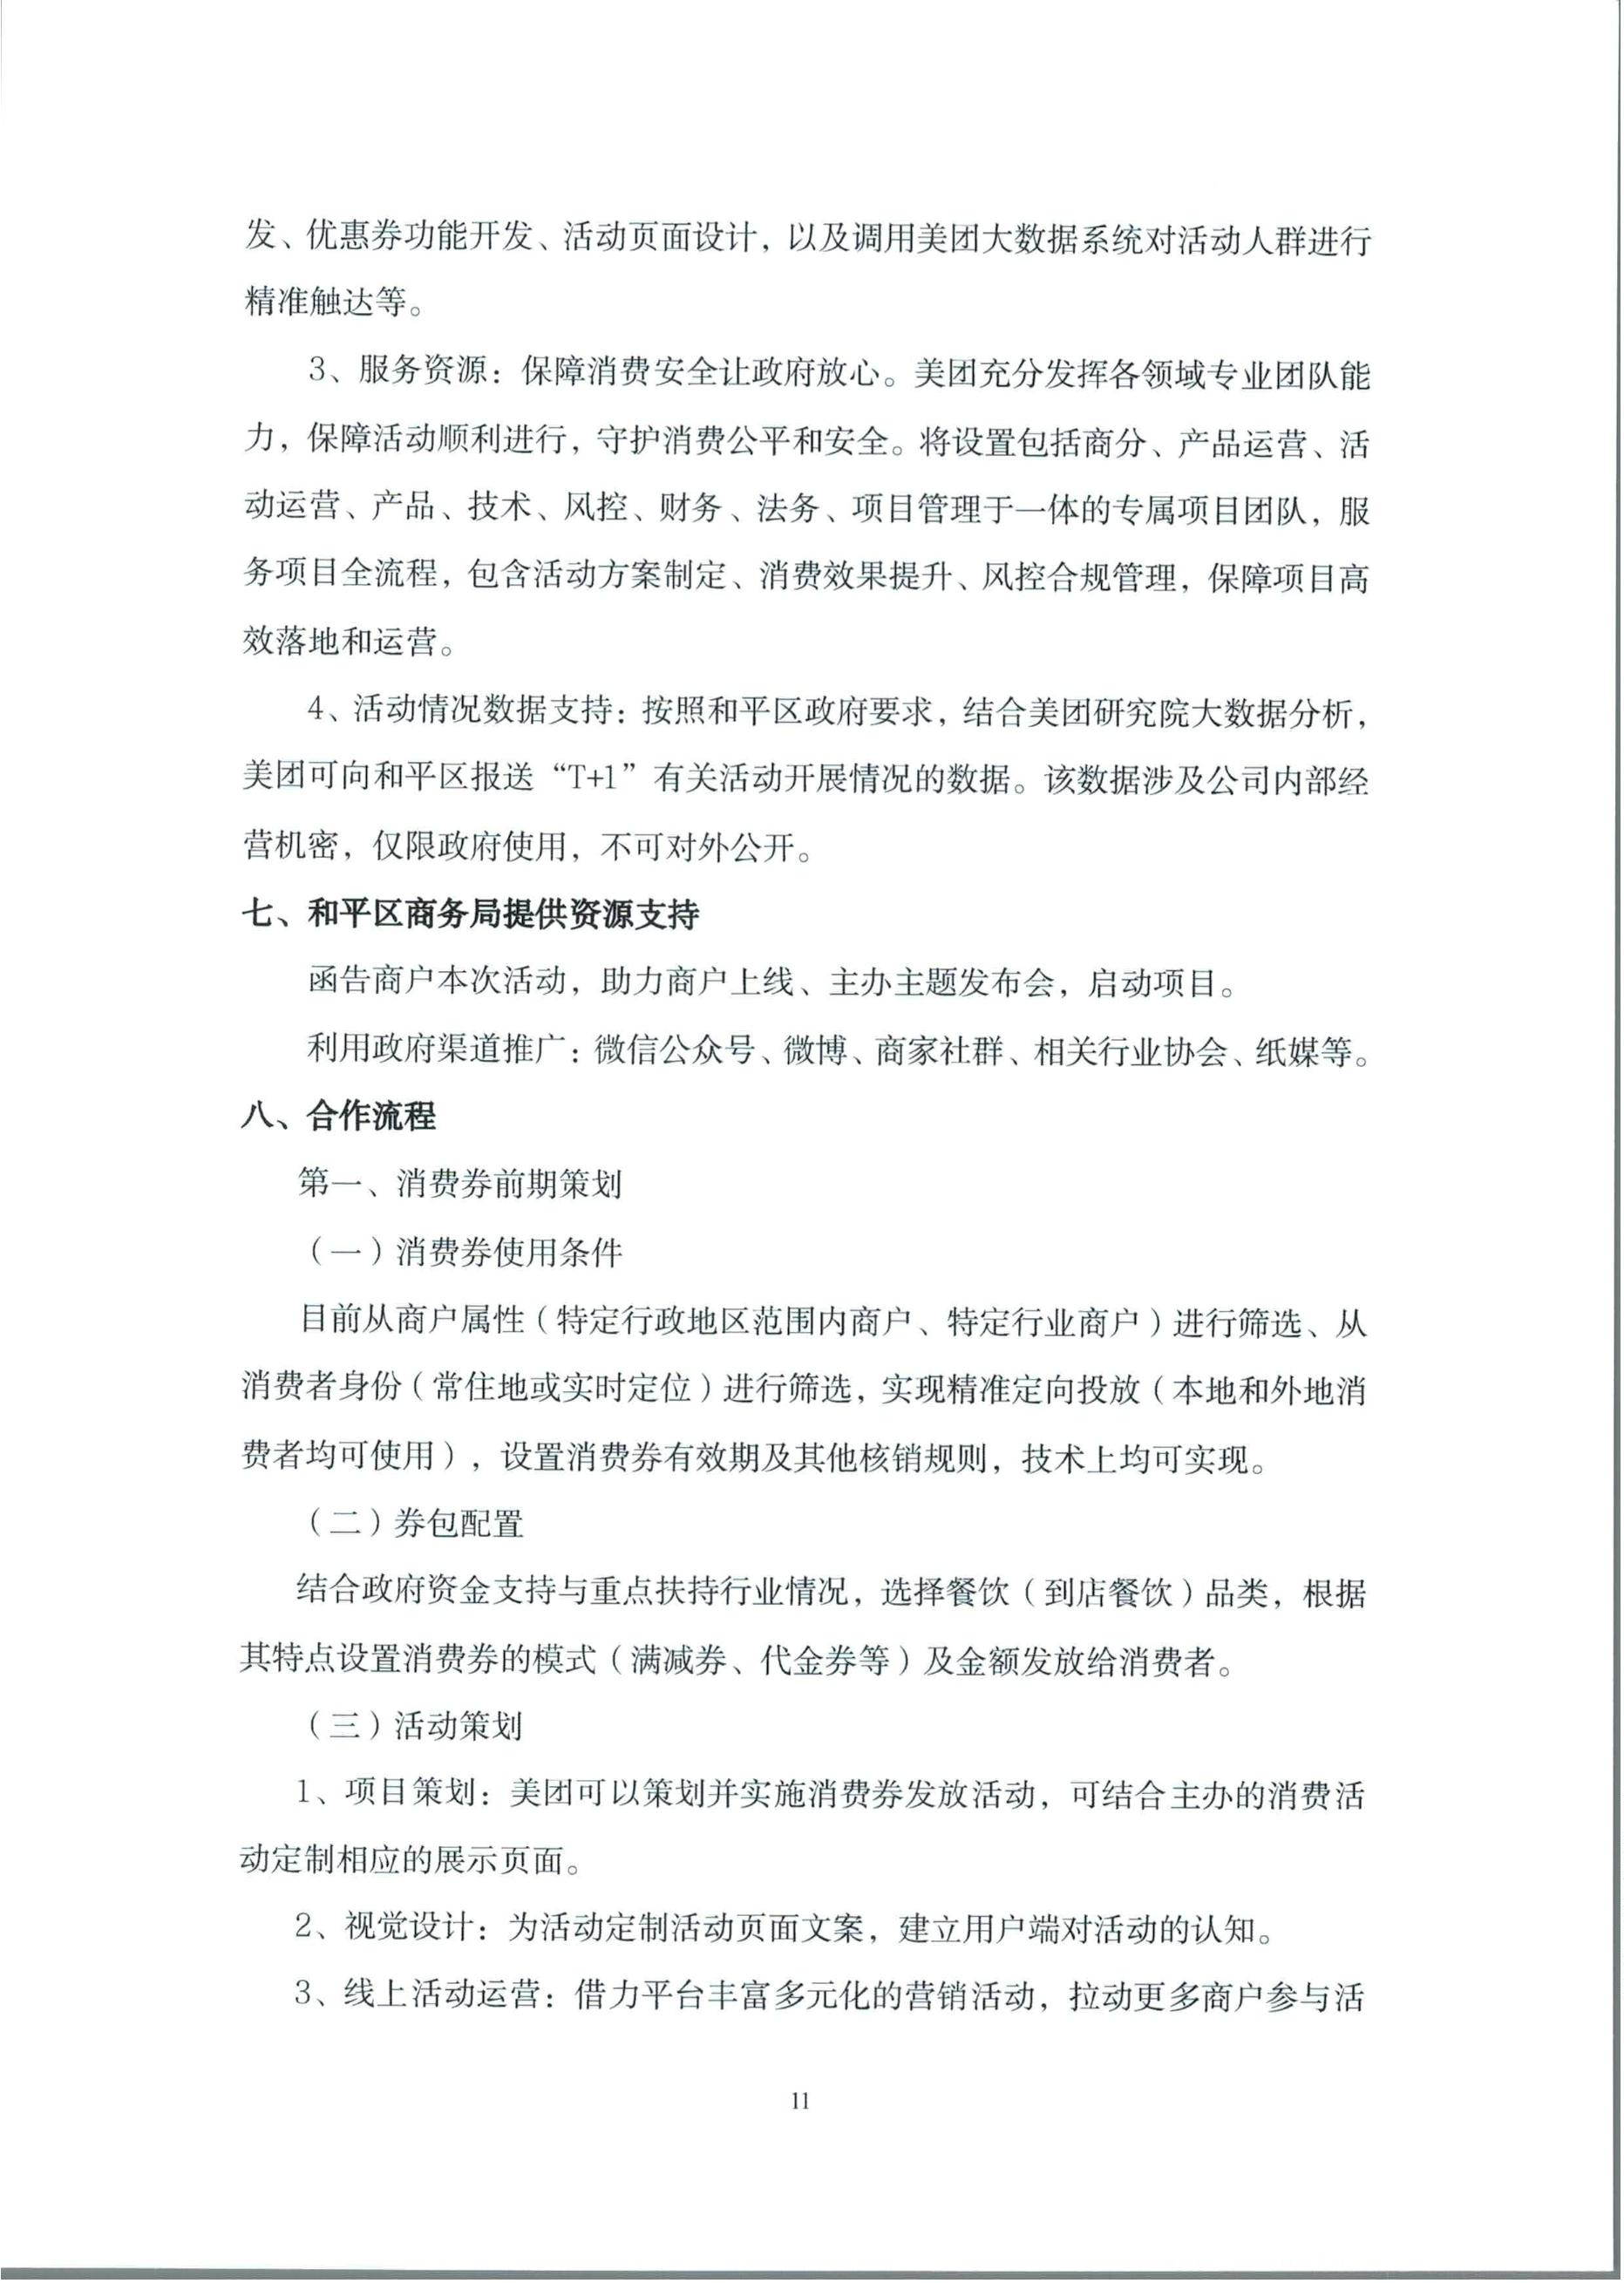 发、优惠券功能开发、活动页面设计，以及调用美团大数据系统对活动人群进行
精准触达等。
3、服务资源：保障消费安全让政府放心。美团充分发挥各领域专业团队能
力，保障活动顺利进行，守护消费公平和安全。将设置包括商分、产品运营、活
动运营、产品、技术、风控、财务、法务、项目管理于一体的专属项目团队，服
务项目全流程，包含活动方案制定、消费效果提升、风控合规管理，保障项目高
效落地和运营。
4、活动情况数据支持：按照和平区政府要求，结合美团研究院大数据分析，
美团可向和平区报送“T+1”有关活动开展情况的数据。该数据涉及公司内部经
营机密，仅限政府使用，不可对外公开。
七、和平区商务局提供资源支持
函告商户本次活动，助力商户上线、主办主题发布会，启动项目。
利用政府渠道推广：微信公众号、微博、商家社群、相关行业协会、纸媒等。
八、合作流程
第一、消费券前期策划
（一）消费券使用条件
目前从商户属性（特定行政地区范围内商户、特定行业商户）进行筛选、从
消费者身份（常住地或实时定位）进行筛选，实现精准定向投放（本地和外地消
费者均可使用），设置消费券有效期及其他核销规则，技术上均可实现。
（二）券包配置
结合政府资金支持与重点扶持行业情况，选择餐饮（到店餐饮）品类，根据
其特点设置消费券的模式（满减券、代金券等）及金额发放给消费者。
（三）活动策划
1、项目策划：美团可以策划并实施消费券发放活动，可结合主办的消费活
动定制相应的展示页面。
2、视觉设计：为活动定制活动页面文案，建立用户端对活动的认知。
3、线上活动运营：借力平台丰富多元化的营销活动，拉动更多商户参与活
11